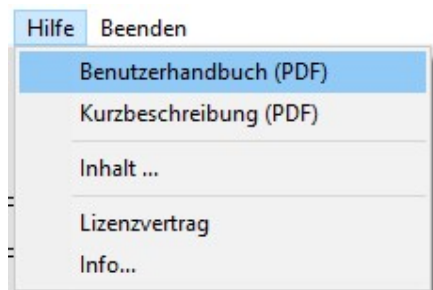 Hilfe Beenden
Benutzerhandbuch (PDF)
Kurzbeschreibung (PDF)
Inhalt ...
Lizenzvertrag
Info...